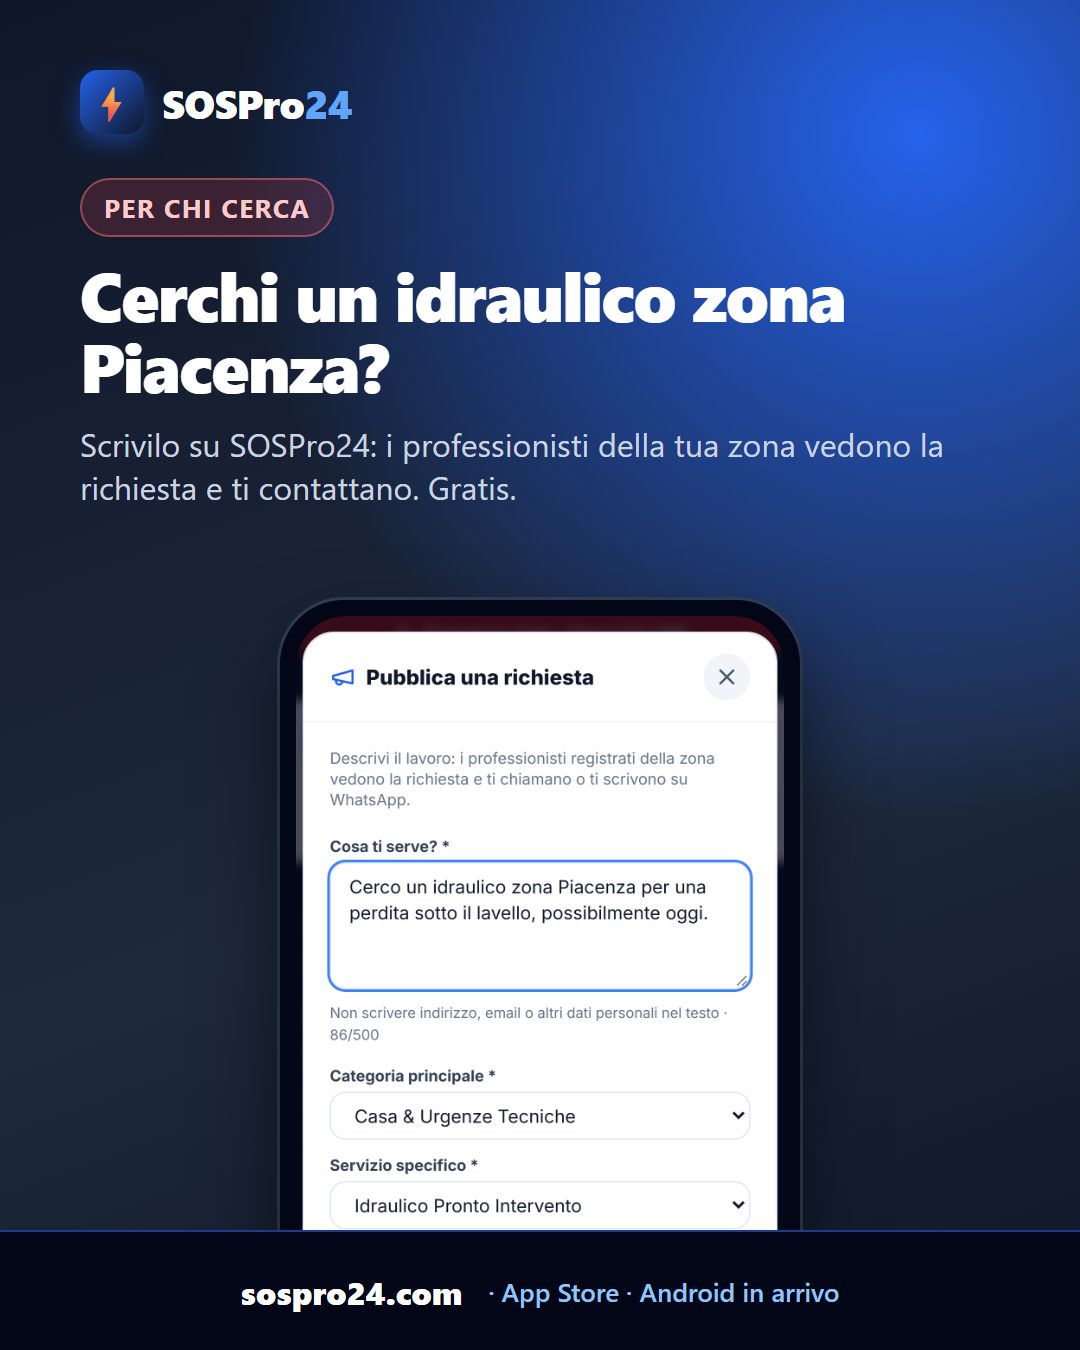 SOSPro24
PER CHI CERCA
Cerchi un idraulico zona
Piacenza?
Scrivilo su SOSPro24: i professionisti della tua zona vedono la
richiesta e ti contattano. Gratis.
Pubblica una richiesta
Descrivi il lavoro: i professionisti registrati della zona
vedono la richiesta e ti chiamano o ti scrivono su
WhatsApp.
Cosa ti serve? *
Cerco un idraulico zona Piacenza per una
perdita sotto il lavello, possibilmente oggi.
Non scrivere indirizzo, email o altri dati personali nel testo ·
86/500
Categoria principale *
Casa & Urgenze Tecniche
Servizio specifico *
Idraulico Pronto Intervento
sospro24.com · App Store · Android in arrivo